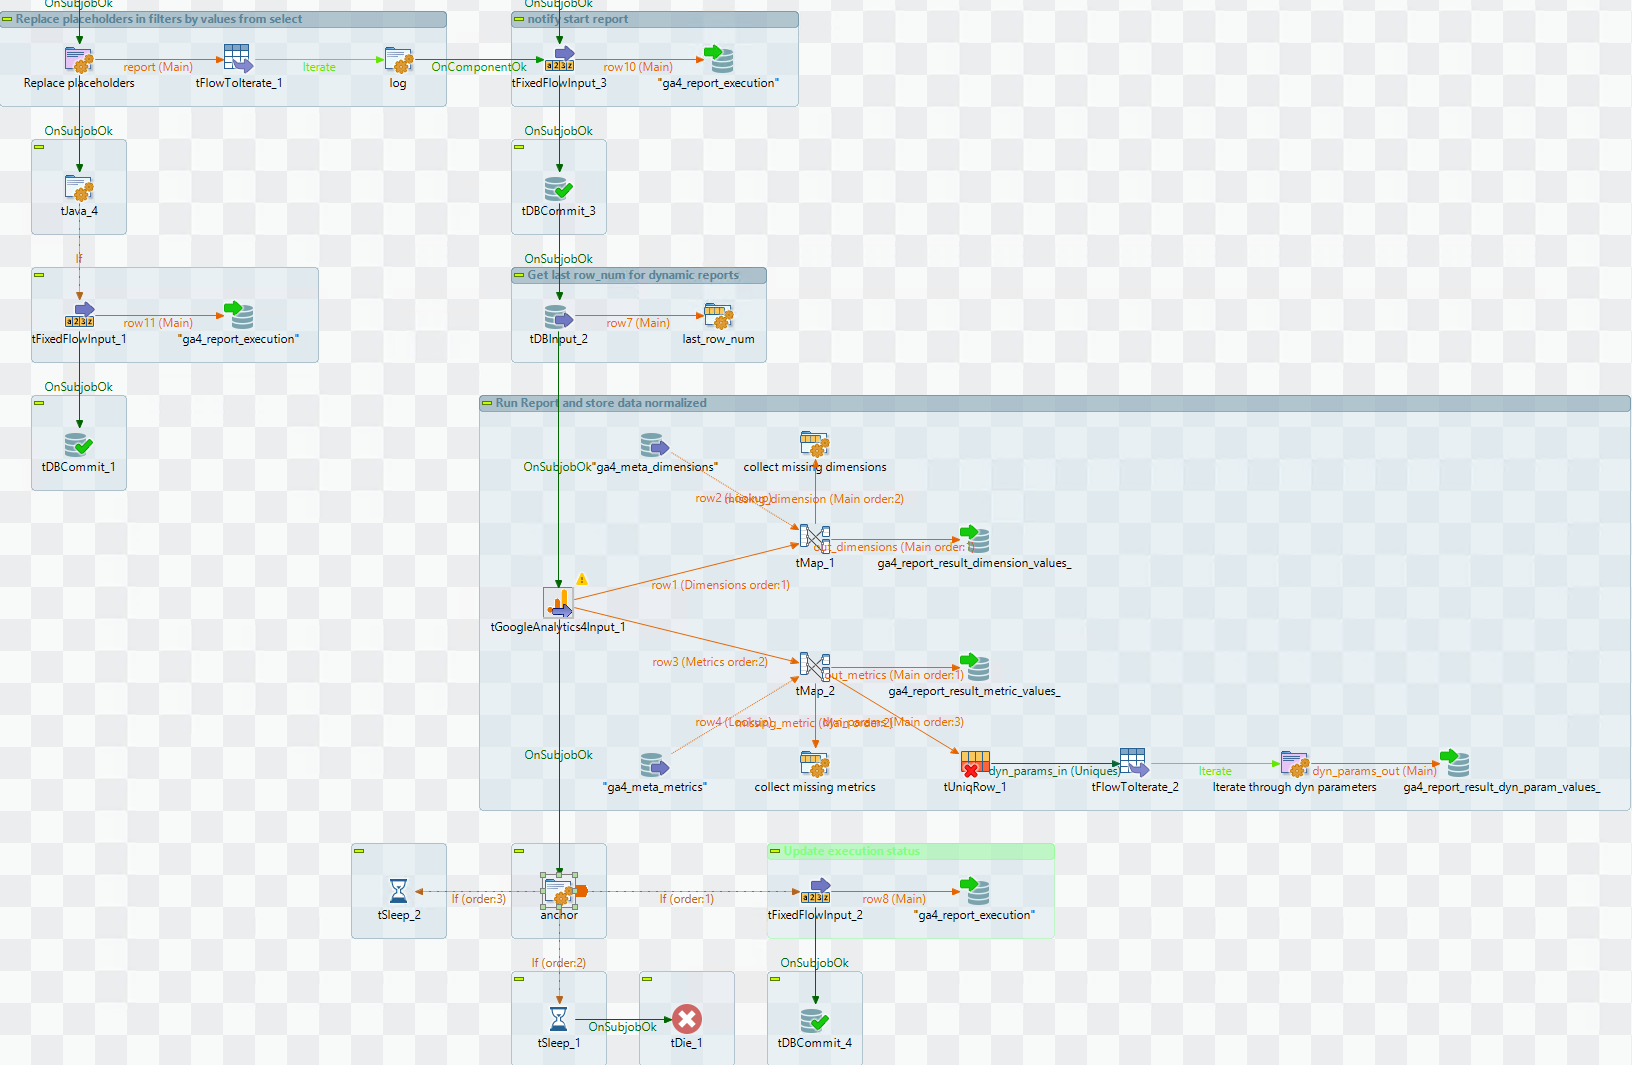 OnSubjobOk
OnSubjobOk
Replace placeholders in filters by values from select
notify start report
report (Main)
Iterate
OnComponentOk
row10 (Main)
Replace placeholders
tFlowToIterate_1
log
tFixedFlowInput_3
"ga4_report_execution"
OnSubjobOk
OnSubjobOk
tJava_4
tDBCommit_3
If
OnSubjobOk
Get last row_num for dynamic reports
row11 (Main)
row7 (Main)
tFixedFlowInput_1
"ga4_report_execution"
tDBInput_2
last_row_num
OnSubjobOk
Run Report and store data normalized
tDBCommit_1
OnSubjobOk
"ga4_meta_dimensions"
collect missing dimensions
row2 (Lookup)
missing_dimension (Main order:2)
out_dimensions (Main order:1)
tMap_1
ga4_report_result_dimension_values_
row1 (Dimensions order:1)
tGoogleAnalytics4Input_1
row3 (Metrics order:2)
out_metrics (Main order:1)
tMap_2
ga4_report_result_metric_values_
row4 (Lookup)
missing_metric (Main order:2)
dyn_params (Main order:3)
OnSubjobOk
dyn_params_in (Uniques)
Iterate
dyn_params_out (Main)
"ga4_meta_metrics"
collect missing metrics
tUniqRow_1
tFlowToIterate_2
Iterate through dyn parameters
ga4_report_result_dyn_param_values_
Update execution status
If (order:3)
If (order:1)
row8 (Main)
tSleep_2
anchor
tFixedFlowInput_2
"ga4_report_execution"
If (order:2)
OnSubjobOk
OnSubjobOk
tSleep_1
tDie_1
tDBCommit_4